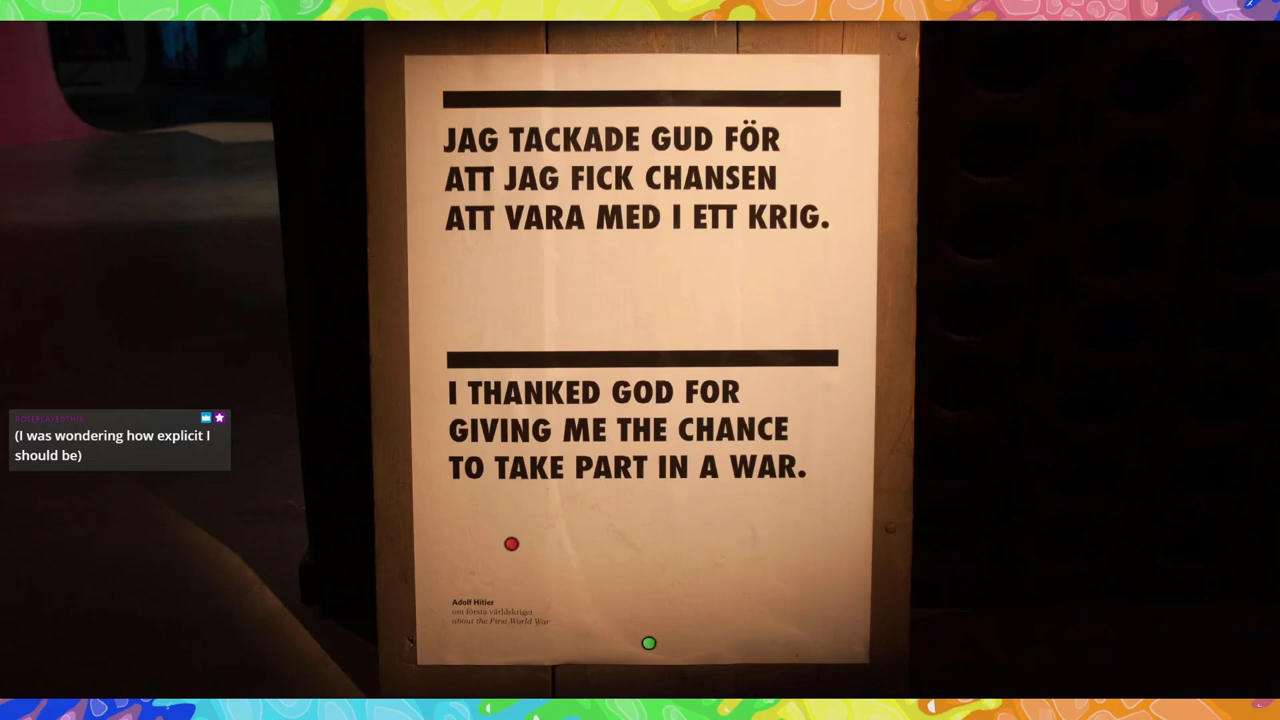 JAG TACKADE GUD FÖR
ATT JAG FICK CHANSEN
ATT VARA MED I ETT KRIG.
I THANKED GOD FOR
GIVING ME THE CHANCE
TO TAKE PART IN A WAR.
ROSEPLAYEDTHIS
(I was wondering how explicit I
should be)
Adolf Hitler
om första världskriget
about the First World War